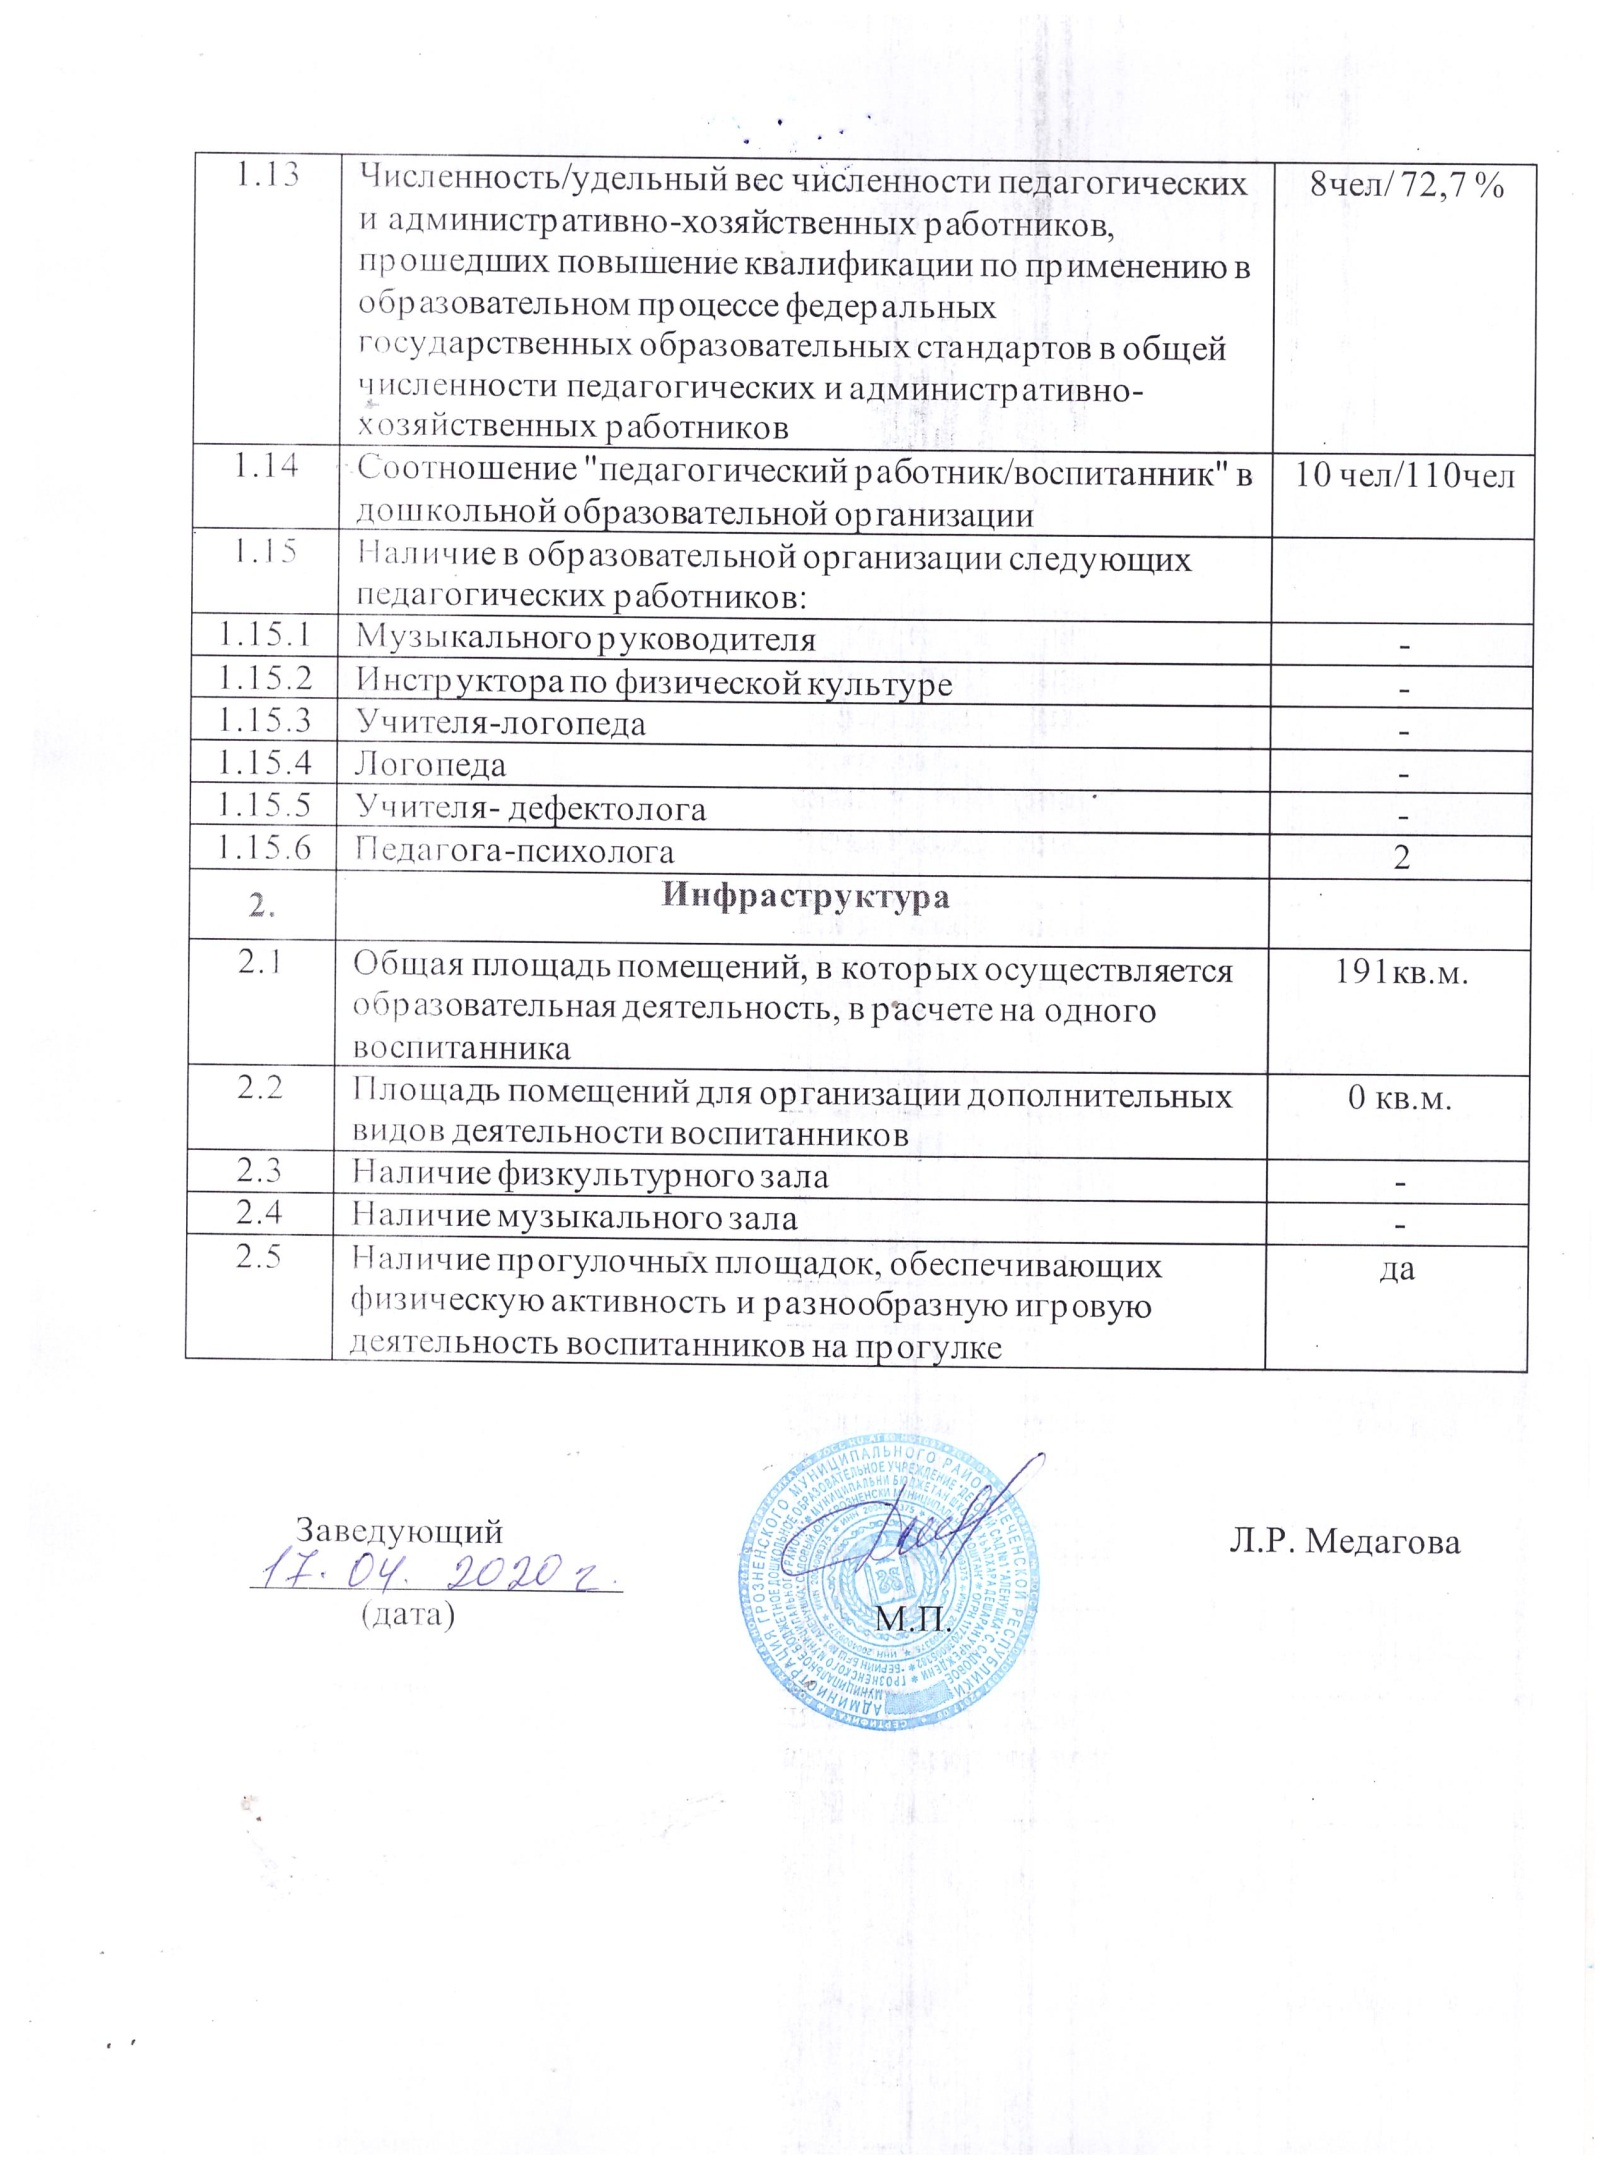 1.13 Численность/удельный вес численности педагогических 8чел/ 72,7 %
и административно-хозяйственных работников,
прошедших повышение квалификации по применению в
образовательном процессе федеральных
государственных образовательных стандартов в общей
численности педагогических и административно-
хозяйственных работников
1.14 Соотношение "педагогический работник/воспитанник" в 10 чел/110чел
дошкольной образовательной организации
1.15 Наличие в образовательной организации следующих
педагогических работников:
1.15.1 Музыкального руководителя -
1.15.2 Инструктора по физической культуре -
1.15.3 Учителя-логопеда -
1.15.4 Логопеда -
1.15.5 Учителя- дефектолога -
1.15.6 Педагога-психолога 2
2. Инфраструктура
2.1 Общая площадь помещений, в которых осуществляется 191кв.м.
образовательная деятельность, в расчете на одного
воспитанника
2.2 Площадь помещений для организации дополнительных 0 кв.м.
видов деятельности воспитанников
2.3 Наличие физкультурного зала -
2.4 Наличие музыкального зала -
2.5 Наличие прогулочных площадок, обеспечивающих да
физическую активность и разнообразную игровую
деятельность воспитанников на прогулке
Заведующий Л.Р. Медагова
17.04. 2020 г.
(дата) М.П.
АДМИНИСТРАЦИЯ ГРОЗНЕНСКОГО МУНИЦИПАЛЬНОГО РАЙОНА ЧЕЧЕНСКОЙ РЕСПУБЛИКИ